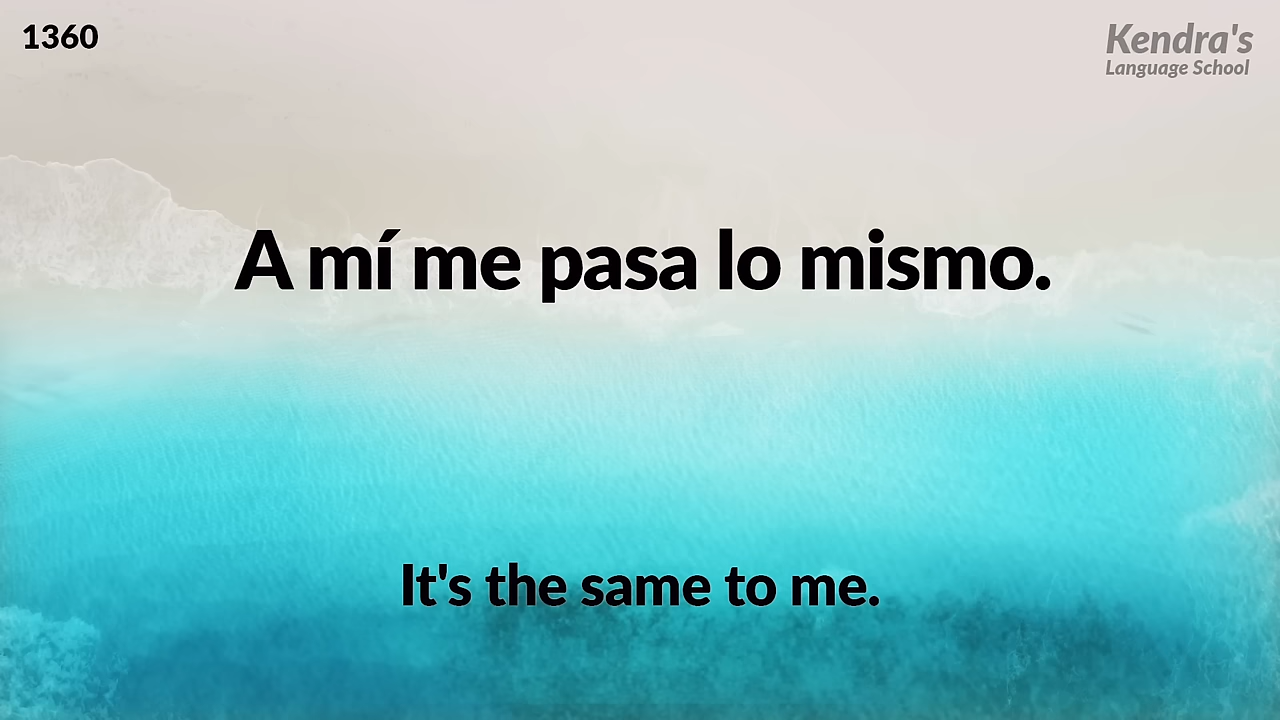 1360
Kendra's
Language School
A mí me pasa lo mismo.
It's the same to me.